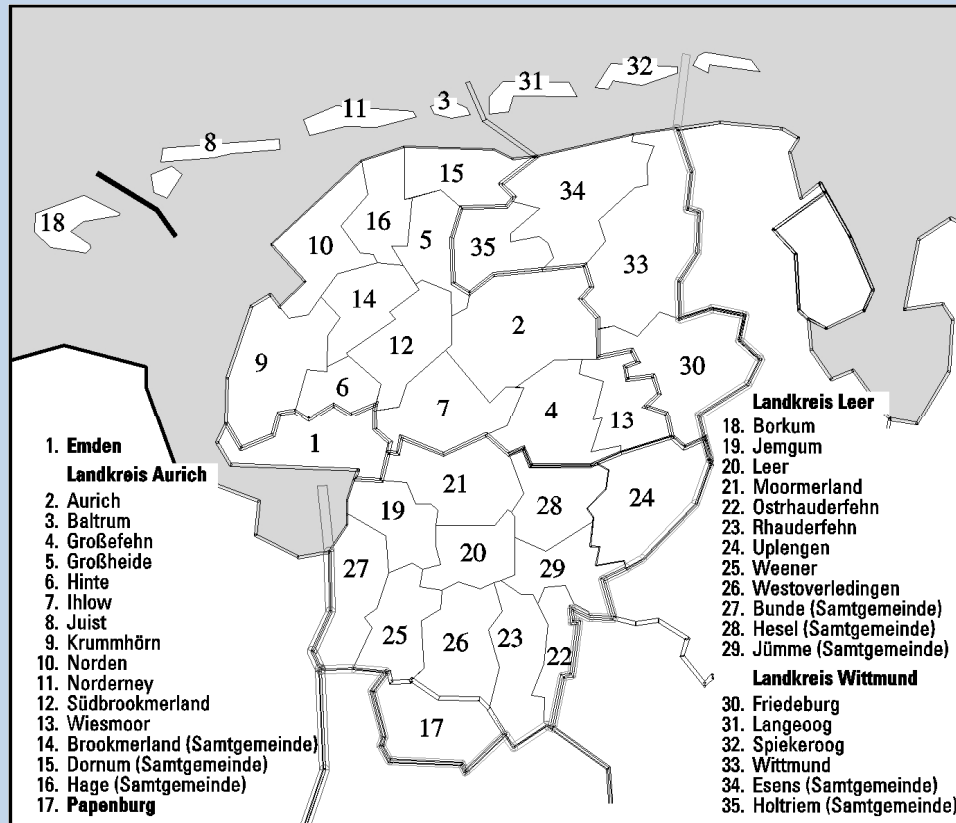 31
32
3
11
8
15
34
18
16
10
5
35
33
14
2
12
9
30
6
7
4
13
1
21
28
24
19
20
27
29
25
26
23
22
17
1. Emden
Landkreis Aurich
2. Aurich
3. Baltrum
4. Großefehn
5. Großheide
6. Hinte
7. Ihlow
8. Juist
9. Krummhörn
10. Norden
11. Norderney
12. Südbrookmerland
13. Wiesmoor
14. Brookmerland (Samtgemeinde)
15. Dornum (Samtgemeinde)
16. Hage (Samtgemeinde)
17. Papenburg
Landkreis Leer
18. Borkum
19. Jemgum
20. Leer
21. Moormerland
22. Ostrhauderfehn
23. Rhauderfehn
24. Uplengen
25. Weener
26. Westoverledingen
27. Bunde (Samtgemeinde)
28. Hesel (Samtgemeinde)
29. Jümme (Samtgemeinde)
Landkreis Wittmund
30. Friedeburg
31. Langeoog
32. Spiekeroog
33. Wittmund
34. Esens (Samtgemeinde)
35. Holtriem (Samtgemeinde)